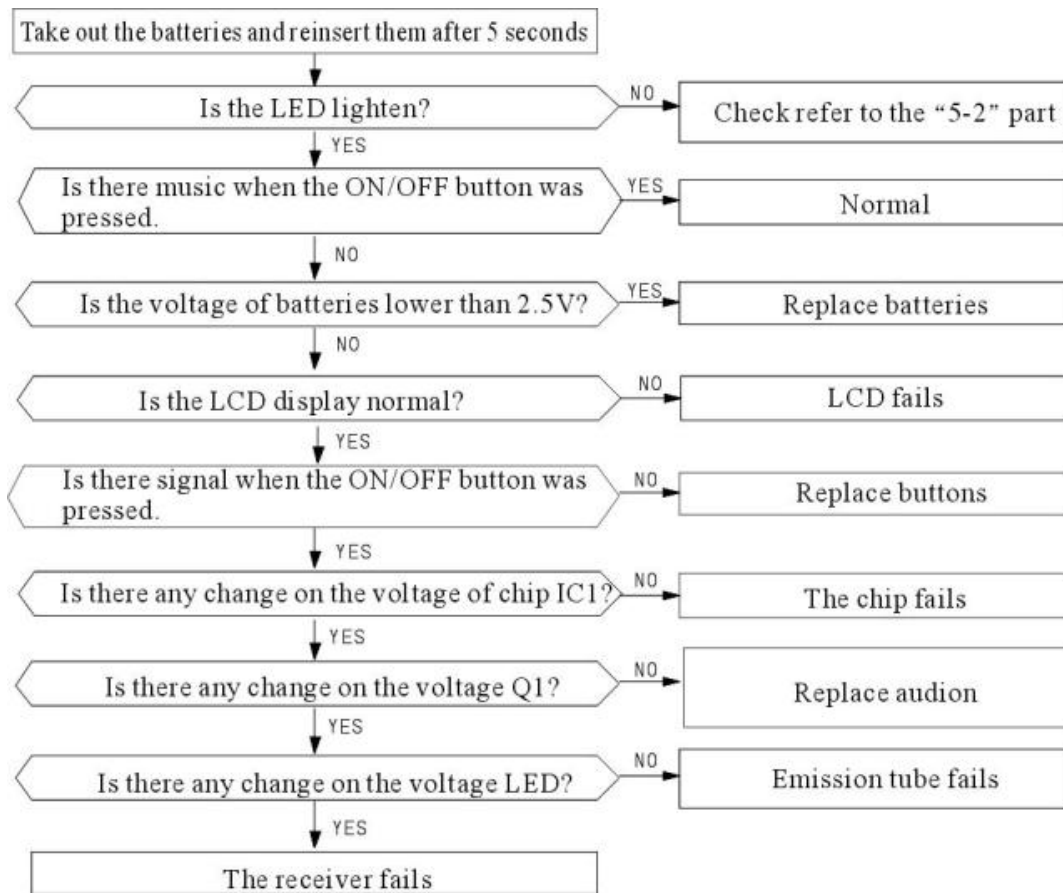 Take out the batteries and reinsert them after 5 seconds
Is the LED lighten?
NO
Check refer to the “5-2” part
YES
Is there music when the ON/OFF button was
pressed.
YES
Normal
NO
Is the voltage of batteries lower than 2.5V?
YES
Replace batteries
NO
Is the LCD display normal?
NO
LCD fails
YES
Is there signal when the ON/OFF button was
pressed.
NO
Replace buttons
YES
Is there any change on the voltage of chip IC1?
NO
The chip fails
YES
Is there any change on the voltage Q1?
NO
Replace audion
YES
Is there any change on the voltage LED?
NO
Emission tube fails
YES
The receiver fails